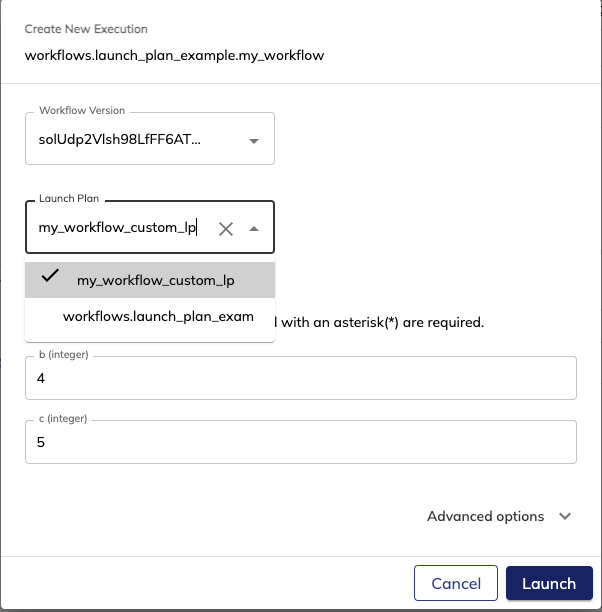 Create New Execution
workflows.launch_plan_example.my_workflow
Workflow Version
solUdp2Vlsh98LfFF6AT...
Launch Plan
my_workflow_custom_lp
my_workflow_custom_lp
workflows.launch_plan_exam
with an asterisk(*) are required.
b (integer)
4
c (integer)
5
Advanced options
Cancel
Launch